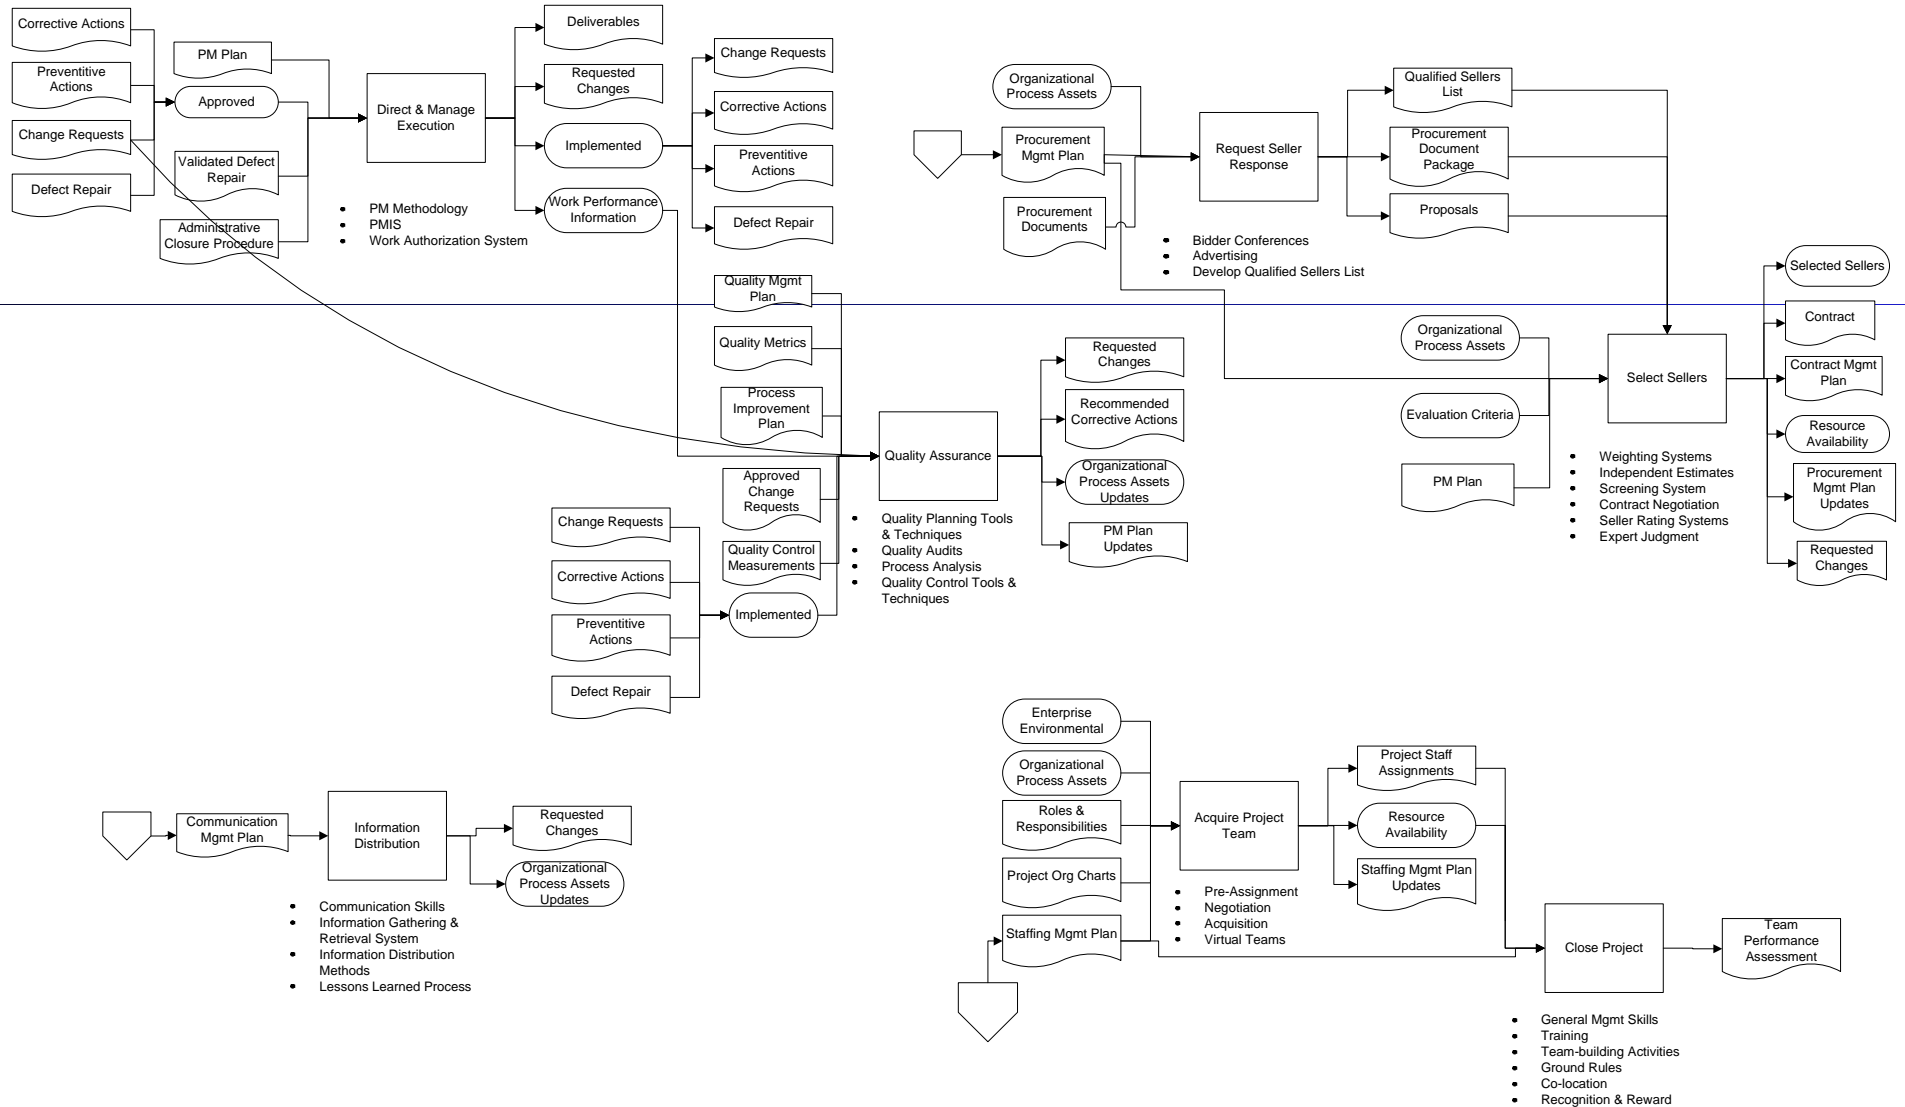 Corrective Actions
Preventitive
Actions
Change Requests
Defect Repair
PM Plan
Approved
Validated Defect
Repair
Administrative
Closure Procedure
Direct & Manage
Execution
PM Methodology
PMIS
Work Authorization System
Deliverables
Requested
Changes
Implemented
Work Performance
Information
Change Requests
Corrective Actions
Preventitive
Actions
Defect Repair
Organizational
Process Assets
Procurement
Mgmt Plan
Procurement
Documents
Request Seller
Response
Bidder Conferences
Advertising
Develop Qualified Sellers List
Qualified Sellers
List
Procurement
Document
Package
Proposals
Organizational
Process Assets
Evaluation Criteria
PM Plan
Select Sellers
Weighting Systems
Independent Estimates
Screening System
Contract Negotiation
Seller Rating Systems
Expert Judgment
Selected Sellers
Contract
Contract Mgmt
Plan
Resource
Availability
Procurement
Mgmt Plan
Updates
Requested
Changes
Quality Mgmt
Plan
Quality Metrics
Process
Improvement
Plan
Approved
Change
Requests
Quality Control
Measurements
Implemented
Change Requests
Corrective Actions
Preventitive
Actions
Defect Repair
Quality Assurance
Quality Planning Tools
& Techniques
Quality Audits
Process Analysis
Quality Control Tools &
Techniques
Requested
Changes
Recommended
Corrective Actions
Organizational
Process Assets
Updates
PM Plan
Updates
Communication
Mgmt Plan
Information
Distribution
Communication Skills
Information Gathering &
Retrieval System
Information Distribution
Methods
Lessons Learned Process
Requested
Changes
Organizational
Process Assets
Updates
Enterprise
Environmental
Organizational
Process Assets
Roles &
Responsibilities
Project Org Charts
Staffing Mgmt Plan
Acquire Project
Team
Pre-Assignment
Negotiation
Acquisition
Virtual Teams
Project Staff
Assignments
Resource
Availability
Staffing Mgmt Plan
Updates
Close Project
General Mgmt Skills
Training
Team-building Activities
Ground Rules
Co-location
Recognition & Reward
Team
Performance
Assessment